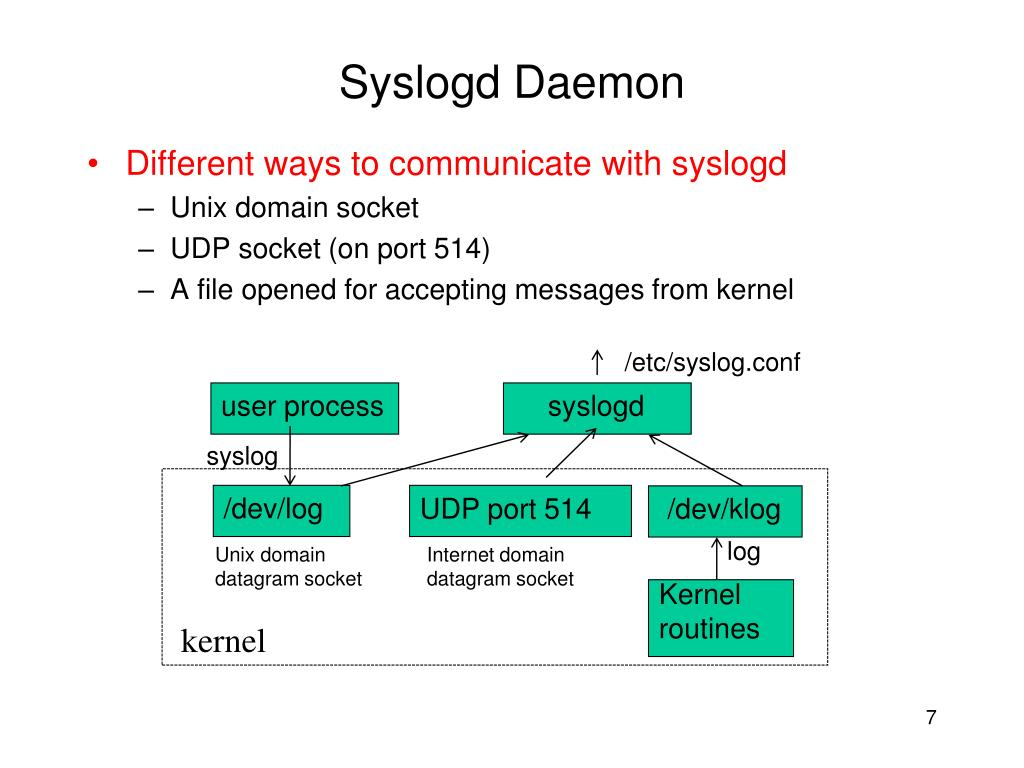 Syslogd Daemon
• Different ways to communicate with syslogd
– Unix domain socket
– UDP socket (on port 514)
– A file opened for accepting messages from kernel
/etc/syslog.conf
user process
syslogd
syslog
/dev/log
UDP port 514
/dev/klog
Unix domain
datagram socket
Internet domain
datagram socket
log
Kernel
routines
kernel
7